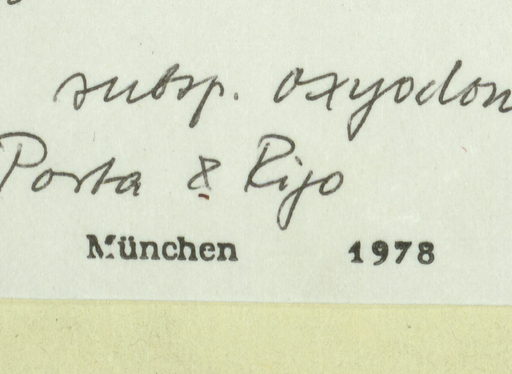 subsp. oxyodon
Porta & Rigo
München 1978